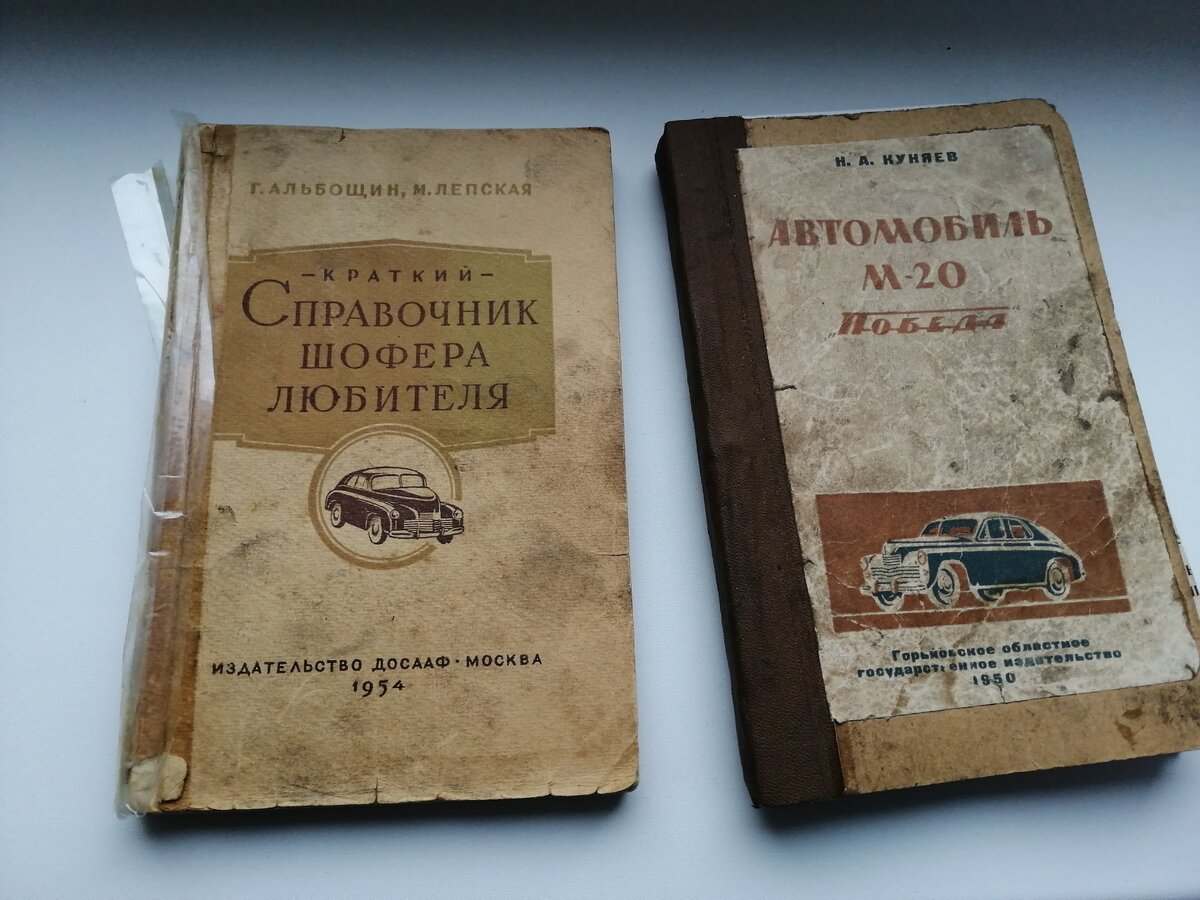 Г. АЛЬБОЩИН, М. ЛЕПСКАЯ
– КРАТКИЙ –
СПРАВОЧНИК
ШОФЕРА
ЛЮБИТЕЛЯ
ИЗДАТЕЛЬСТВО ДОСААФ · МОСКВА
1954
Н. А. КУНЯЕВ
АВТОМОБИЛЬ
М-20
„ПОБЕДА“
Горьковское областное
государственное издательство
1950